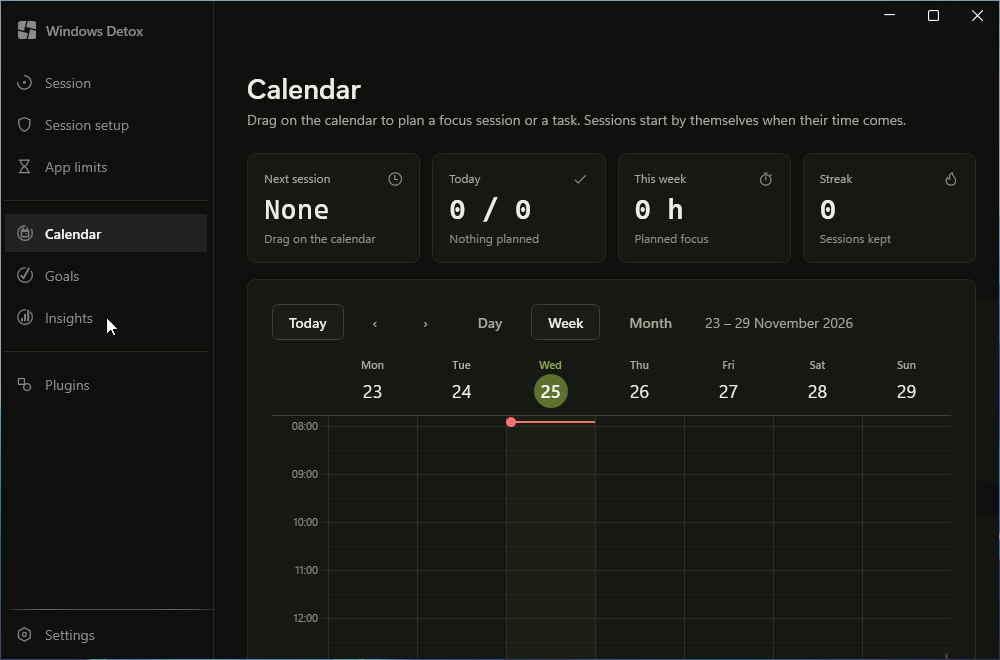 Windows Detox
Session
Session setup
App limits
Calendar
Goals
Insights
Plugins
Settings
Calendar
Drag on the calendar to plan a focus session or a task. Sessions start by themselves when their time comes.
Next session
None
Drag on the calendar
Today
0 / 0
Nothing planned
This week
0 h
Planned focus
Streak
0
Sessions kept
Today ‹ › Day Week Month 23 – 29 November 2026
Mon Tue Wed Thu Fri Sat Sun
23 24 25 26 27 28 29
08:00
09:00
10:00
11:00
12:00